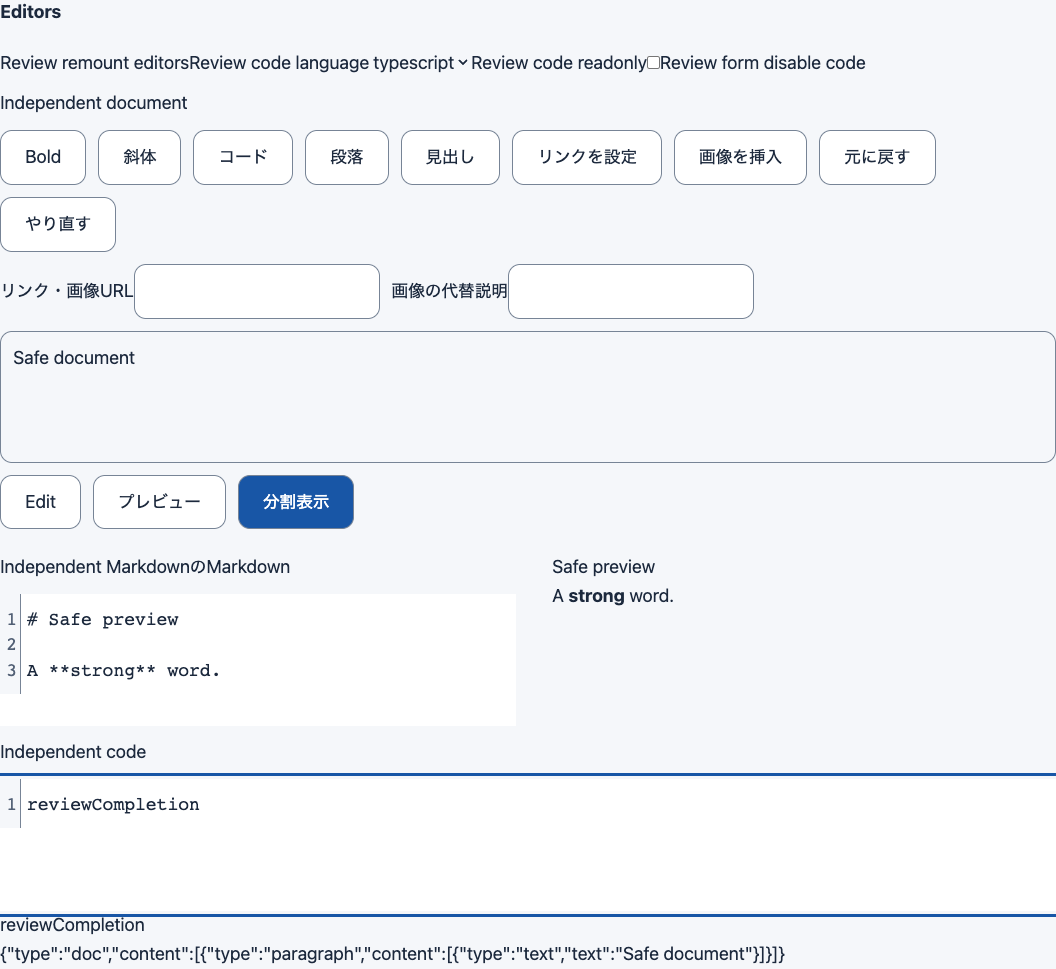 Editors
Review remount editorsReview code language typescript Review code readonly Review form disable code
Independent document
Bold 斜体 コード 段落 見出し リンクを設定 画像を挿入 元に戻す
やり直す
リンク・画像URL 画像の代替説明
Safe document
Edit プレビュー 分割表示
Independent MarkdownのMarkdown
1 # Safe preview
2
3 A **strong** word.
Safe preview
A strong word.
Independent code
1 reviewCompletion
reviewCompletion
{"type":"doc","content":[{"type":"paragraph","content":[{"type":"text","text":"Safe document"}]}]}